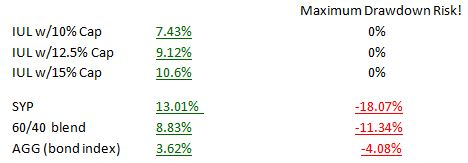 Maximum Drawdown Risk!
IUL w/10% Cap 7.43% 0%
IUL w/12.5% Cap 9.12% 0%
IUL w/15% Cap 10.6% 0%
SYP 13.01% -18.07%
60/40 blend 8.83% -11.34%
AGG (bond index) 3.62% -4.08%